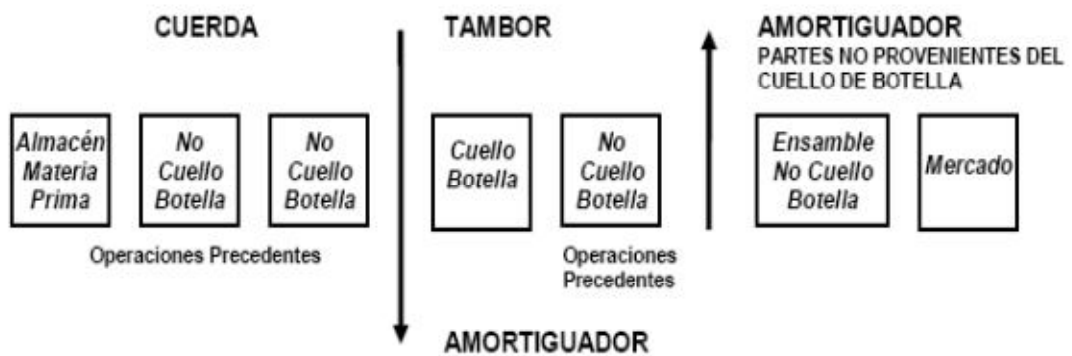 CUERDA
TAMBOR
AMORTIGUADOR
PARTES NO PROVENIENTES DEL
CUELLO DE BOTELLA
Almacén
Materia
Prima
No
Cuello
Botella
No
Cuello
Botella
Cuello
Botella
No
Cuello
Botella
Ensamble
No Cuello
Botella
Mercado
Operaciones Precedentes
Operaciones
Precedentes
AMORTIGUADOR